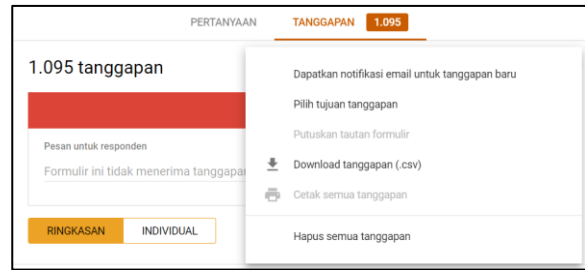 PERTANYAAN
TANGGAPAN 1.095
1.095 tanggapan
Pesan untuk responden
Formulir ini tidak menerima
RINGKASAN
INDIVIDUAL
Dapatkan notifikasi email untuk tanggapan baru
Pilih tujuan tanggapan
Putuskan tautan formulir
Download tanggapan (.csv)
Cetak semua tanggapan
Hapus semua tanggapan